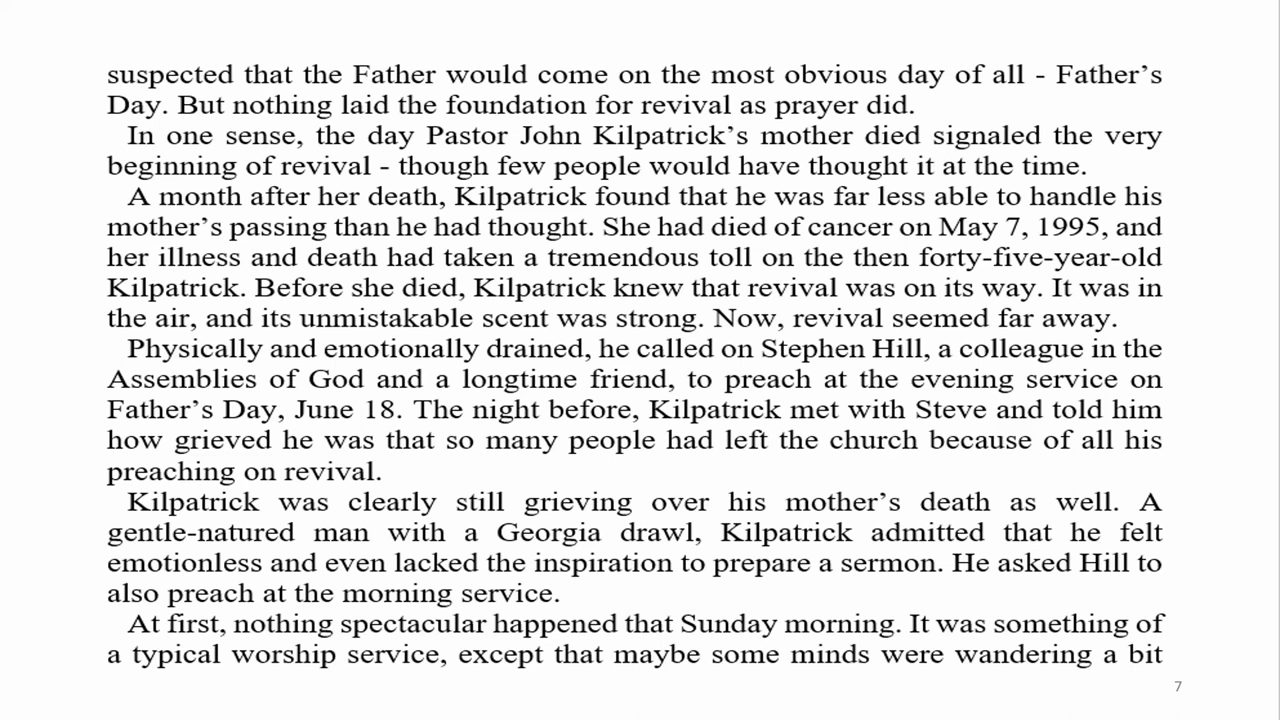 suspected that the Father would come on the most obvious day of all - Father’s
Day. But nothing laid the foundation for revival as prayer did.
In one sense, the day Pastor John Kilpatrick’s mother died signaled the very
beginning of revival - though few people would have thought it at the time.
A month after her death, Kilpatrick found that he was far less able to handle his
mother’s passing than he had thought. She had died of cancer on May 7, 1995, and
her illness and death had taken a tremendous toll on the then forty-five-year-old
Kilpatrick. Before she died, Kilpatrick knew that revival was on its way. It was in
the air, and its unmistakable scent was strong. Now, revival seemed far away.
Physically and emotionally drained, he called on Stephen Hill, a colleague in the
Assemblies of God and a longtime friend, to preach at the evening service on
Father’s Day, June 18. The night before, Kilpatrick met with Steve and told him
how grieved he was that so many people had left the church because of all his
preaching on revival.
Kilpatrick was clearly still grieving over his mother’s death as well. A
gentle-natured man with a Georgia drawl, Kilpatrick admitted that he felt
emotionless and even lacked the inspiration to prepare a sermon. He asked Hill to
also preach at the morning service.
At first, nothing spectacular happened that Sunday morning. It was something of
a typical worship service, except that maybe some minds were wandering a bit
7